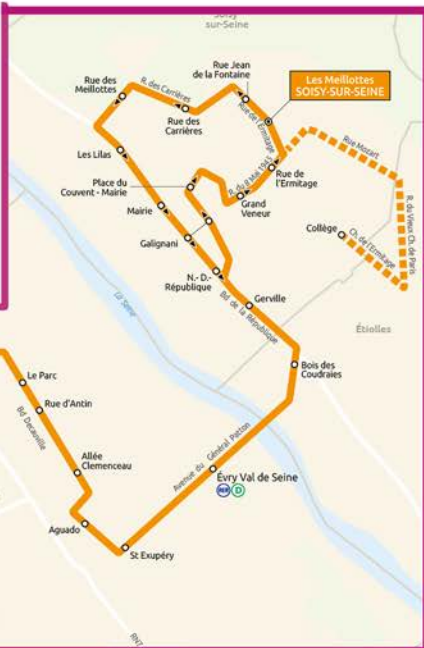 Soisy
sur-Seine
Rue Jean
de la Fontaine
Les Meillottes
SOISY-SUR-SEINE
Rue des
Meillottes
R. des Carrières
Rue des
Carrières
Rue de l'Ermitage
Rue Mozart
Les Lilas
Place du
Couvent - Mairie
R. du 8 Mai 1945
Rue de
l'Ermitage
Grand
Veneur
R. du Vieux Ch. de Paris
Mairie
Collège
Ch. de l'Ermitage
Galignani
N.- D.-
République
Bd de la République
Gerville
La Seine
Étiolles
Bois des
Coudraies
Le Parc
Rue d'Antin
Bd Decauville
Allée
Clemenceau
Avenue du Général Patton
Évry Val de Seine
RER D
Aguado
St Exupéry
RN7